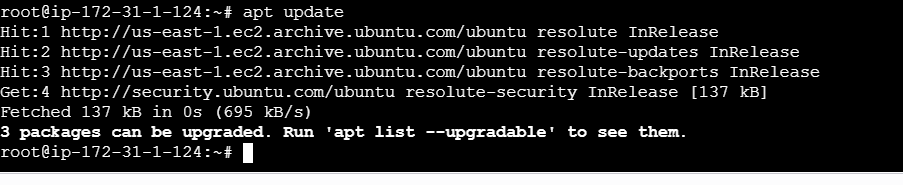 root@ip-172-31-1-124:~# apt update
Hit:1 http://us-east-1.ec2.archive.ubuntu.com/ubuntu resolute InRelease
Hit:2 http://us-east-1.ec2.archive.ubuntu.com/ubuntu resolute-updates InRelease
Hit:3 http://us-east-1.ec2.archive.ubuntu.com/ubuntu resolute-backports InRelease
Get:4 http://security.ubuntu.com/ubuntu resolute-security InRelease [137 kB]
Fetched 137 kB in 0s (695 kB/s)
3 packages can be upgraded. Run 'apt list --upgradable' to see them.
root@ip-172-31-1-124:~#